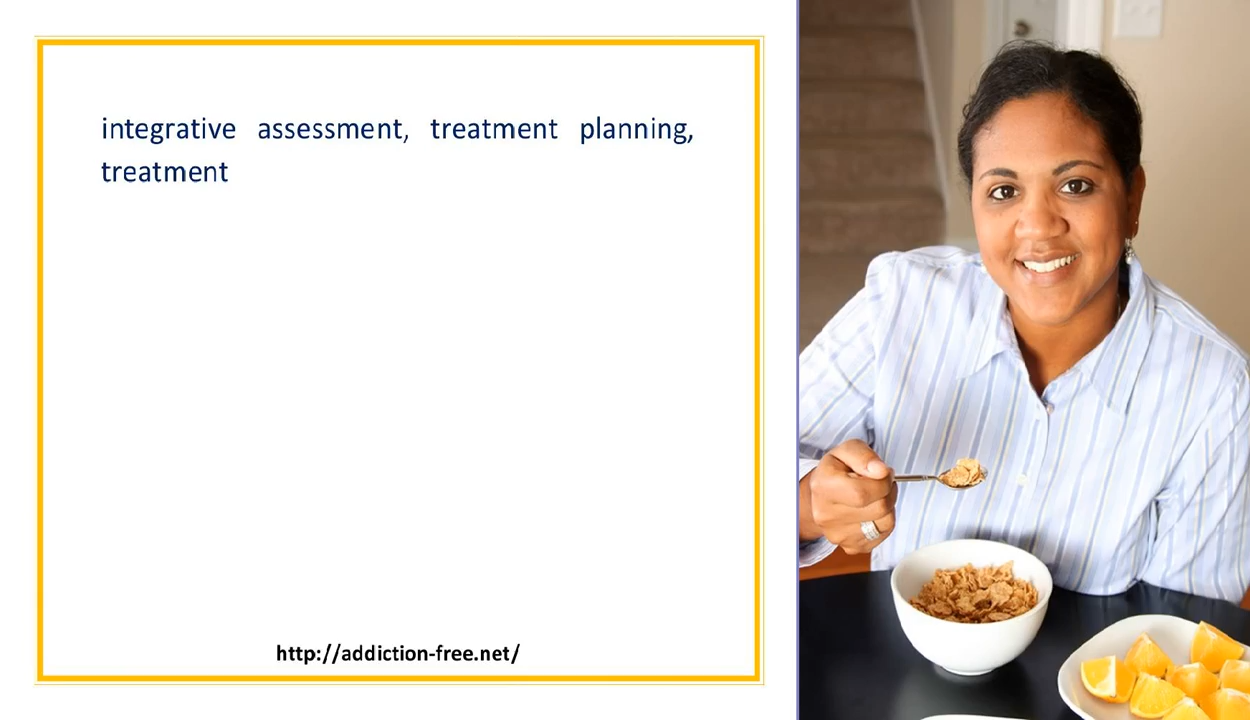 integrative assessment, treatment planning,
treatment
http://addiction-free.net/